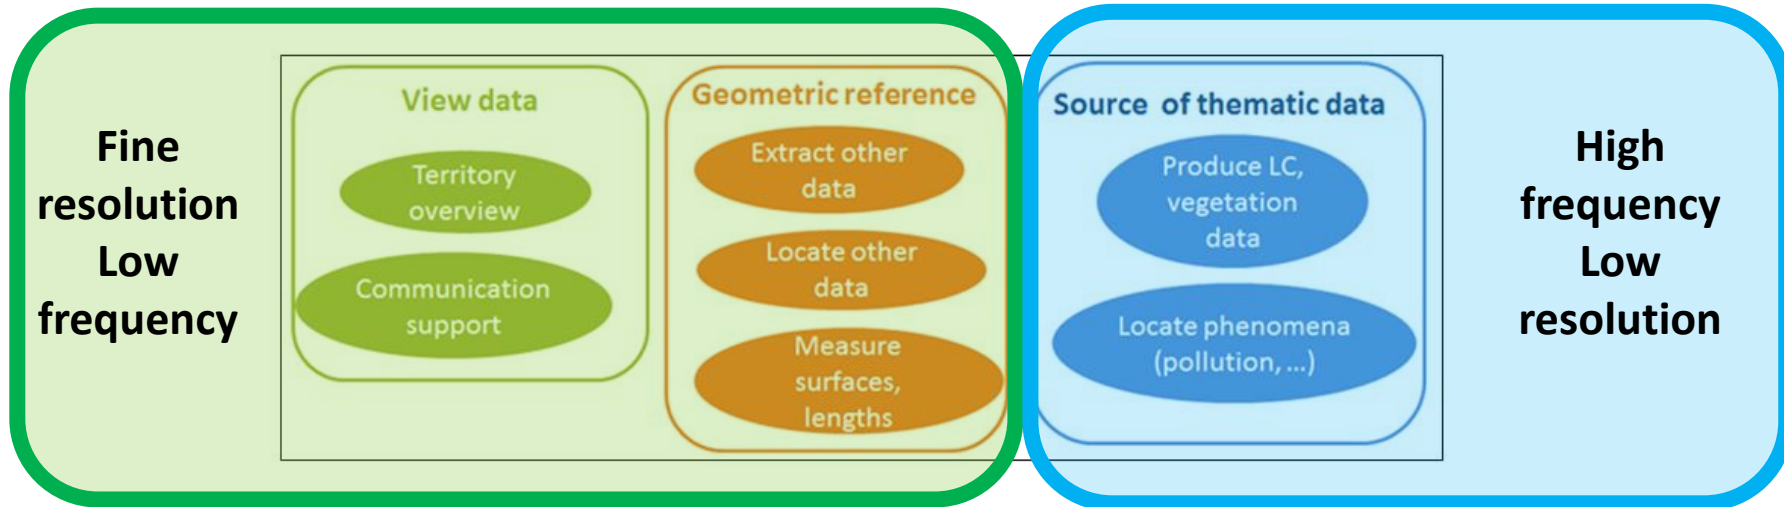 Fine
resolution
Low
frequency
View data
Territory
overview
Communication
support
Geometric reference
Extract other
data
Locate other
data
Measure
surfaces,
lengths
Source of thematic data
Produce LC,
vegetation
data
Locate phenomena
(pollution, ...)
High
frequency
Low
resolution